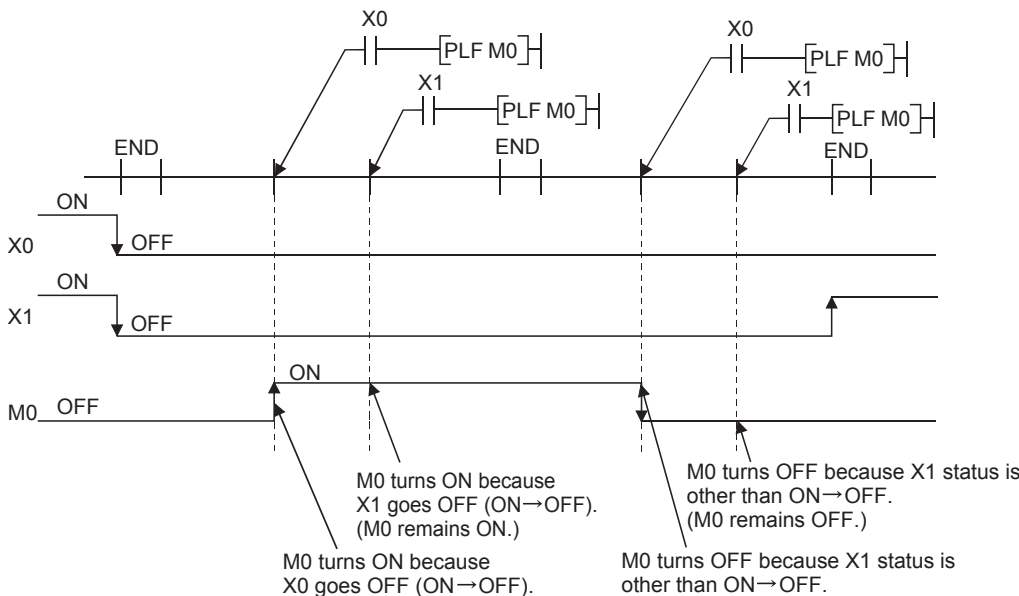 X0
[PLF M0]
X1
[PLF M0]
X0
[PLF M0]
X1
[PLF M0]
END
END
END
ON
X0
OFF
ON
X1
OFF
ON
M0 OFF
M0 turns ON because
X1 goes OFF (ON→OFF).
(M0 remains ON.)
M0 turns OFF because X1 status is
other than ON→OFF.
(M0 remains OFF.)
M0 turns ON because
X0 goes OFF (ON→OFF).
M0 turns OFF because X1 status is
other than ON→OFF.